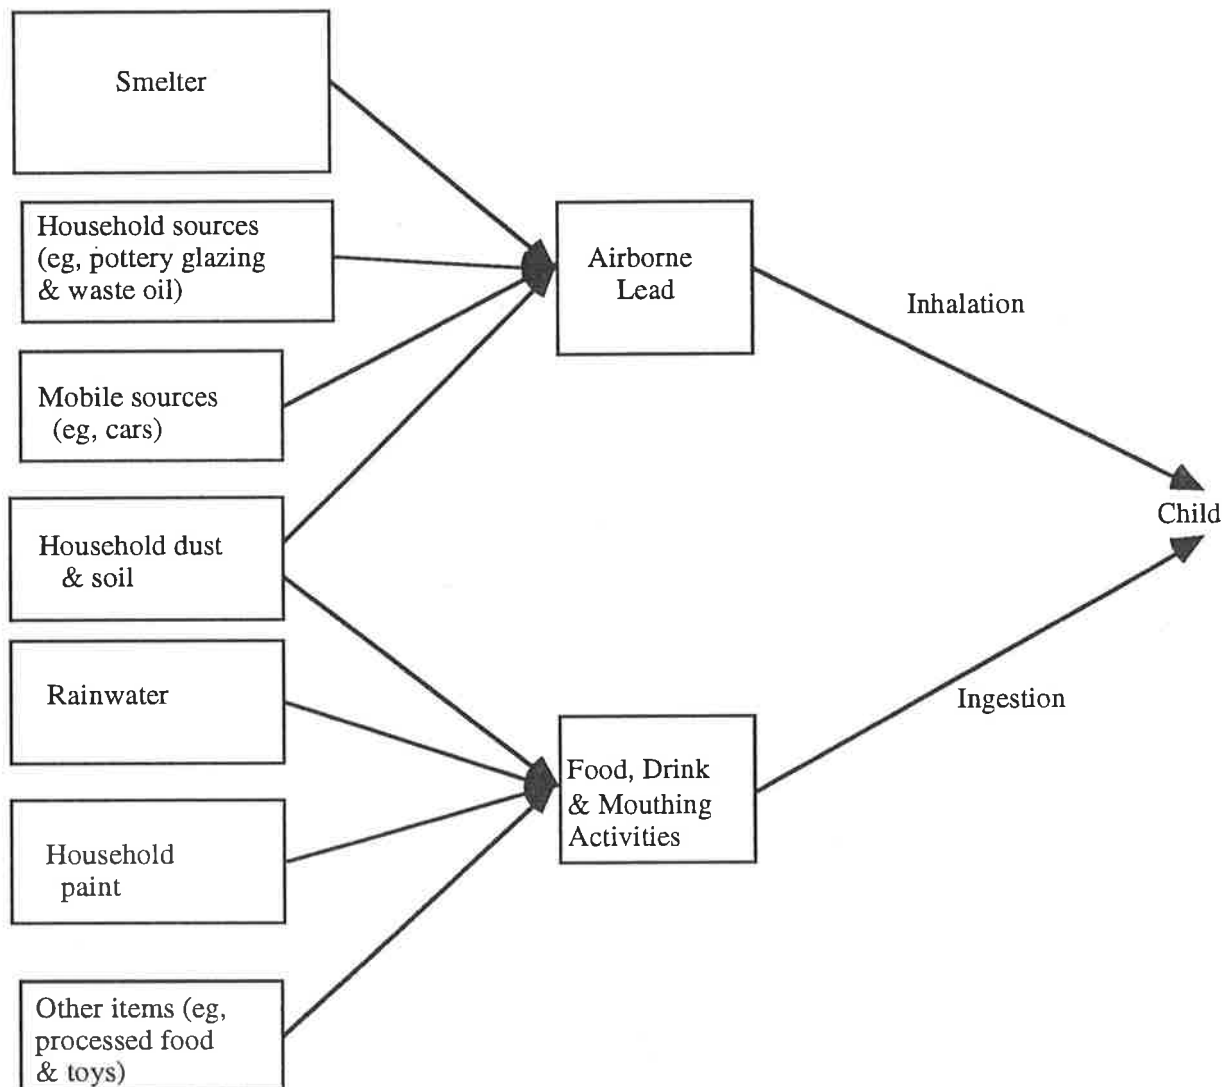 Smelter
Household sources
(eg, pottery glazing
& waste oil)
Mobile sources
(eg, cars)
Household dust
& soil
Rainwater
Household
paint
Other items (eg,
processed food
& toys)
Airborne
Lead
Food, Drink
& Mouthing
Activities
Inhalation
Ingestion
Child